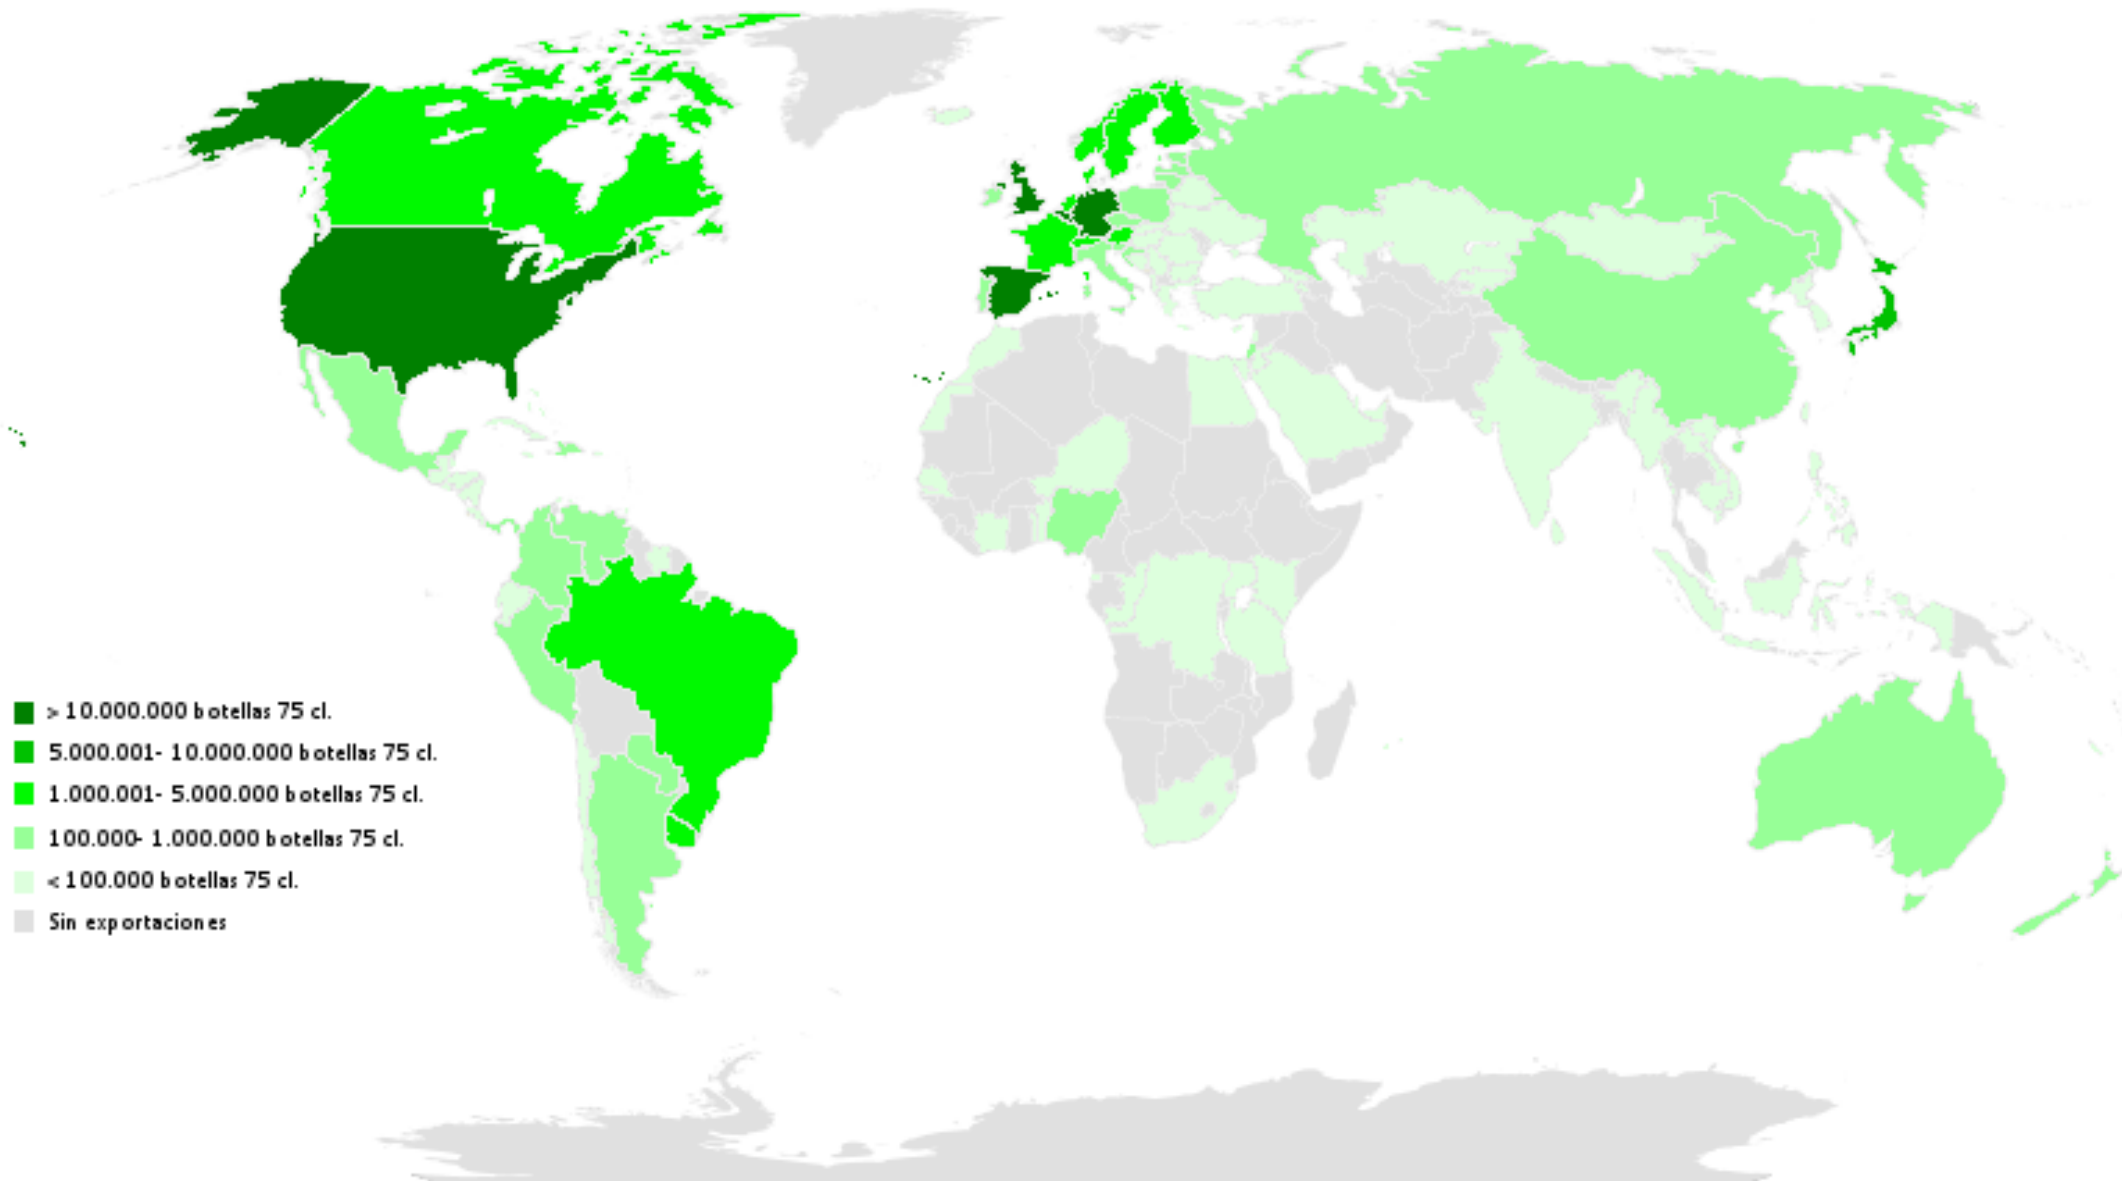 > 10.000.000 botellas 75 cl.
5.000.001- 10.000.000 botellas 75 cl.
1.000.001- 5.000.000 botellas 75 cl.
100.000- 1.000.000 botellas 75 cl.
< 100.000 botellas 75 cl.
Sin exportaciones